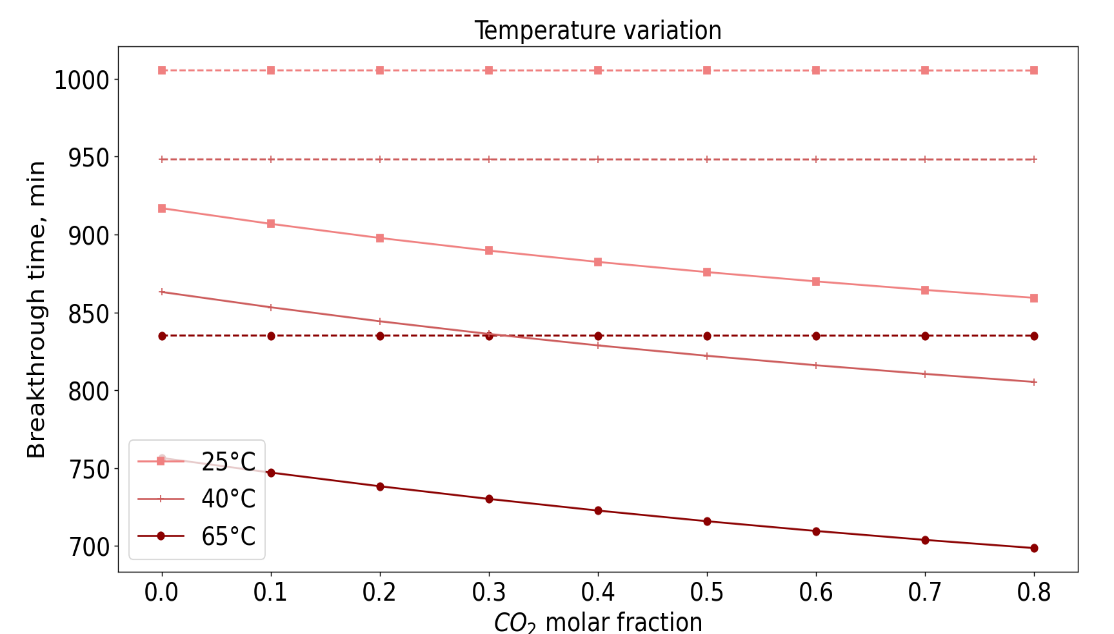 Temperature variation
Breakthrough time, min
1000
950
900
850
800
750
700
25°C
40°C
65°C
0.0 0.1 0.2 0.3 0.4 0.5 0.6 0.7 0.8
CO₂ molar fraction